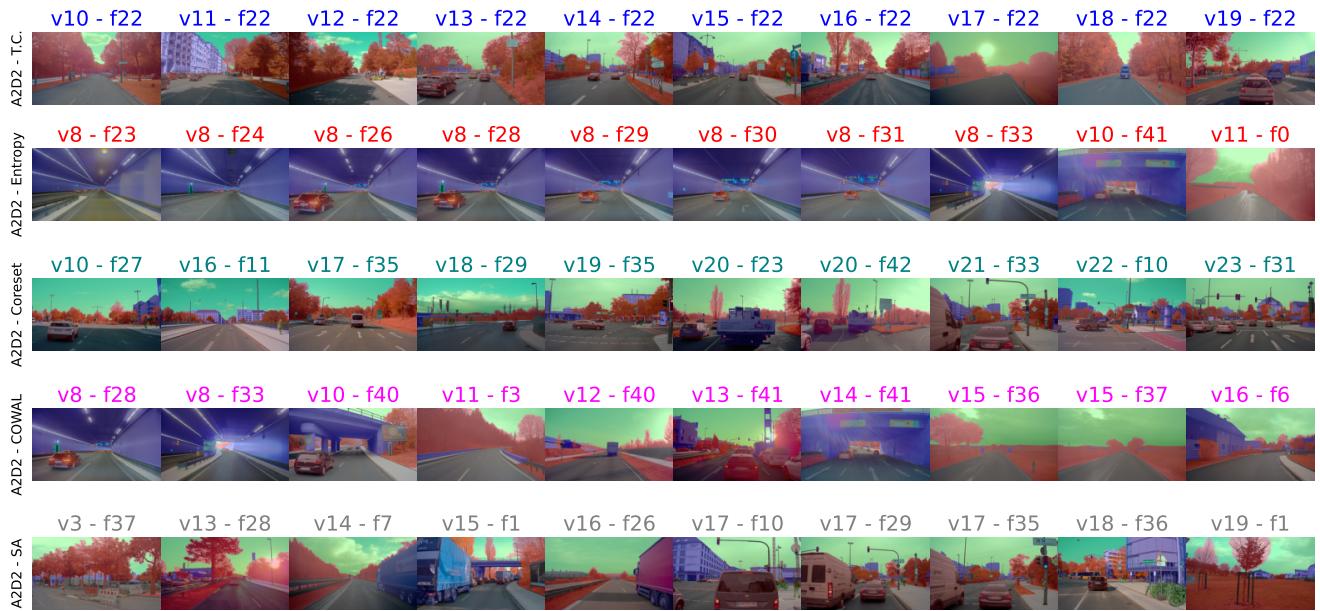 A2D2 - T.C.
v10 - f22 v11 - f22 v12 - f22 v13 - f22 v14 - f22 v15 - f22 v16 - f22 v17 - f22 v18 - f22 v19 - f22
A2D2 - Entropy
v8 - f23 v8 - f24 v8 - f26 v8 - f28 v8 - f29 v8 - f30 v8 - f31 v8 - f33 v10 - f41 v11 - f0
A2D2 - Coreset
v10 - f27 v16 - f11 v17 - f35 v18 - f29 v19 - f35 v20 - f23 v20 - f42 v21 - f33 v22 - f10 v23 - f31
A2D2 - COWAL
v8 - f28 v8 - f33 v10 - f40 v11 - f3 v12 - f40 v13 - f41 v14 - f41 v15 - f36 v15 - f37 v16 - f6
A2D2 - SA
v3 - f37 v13 - f28 v14 - f7 v15 - f1 v16 - f26 v17 - f10 v17 - f29 v17 - f35 v18 - f36 v19 - f1